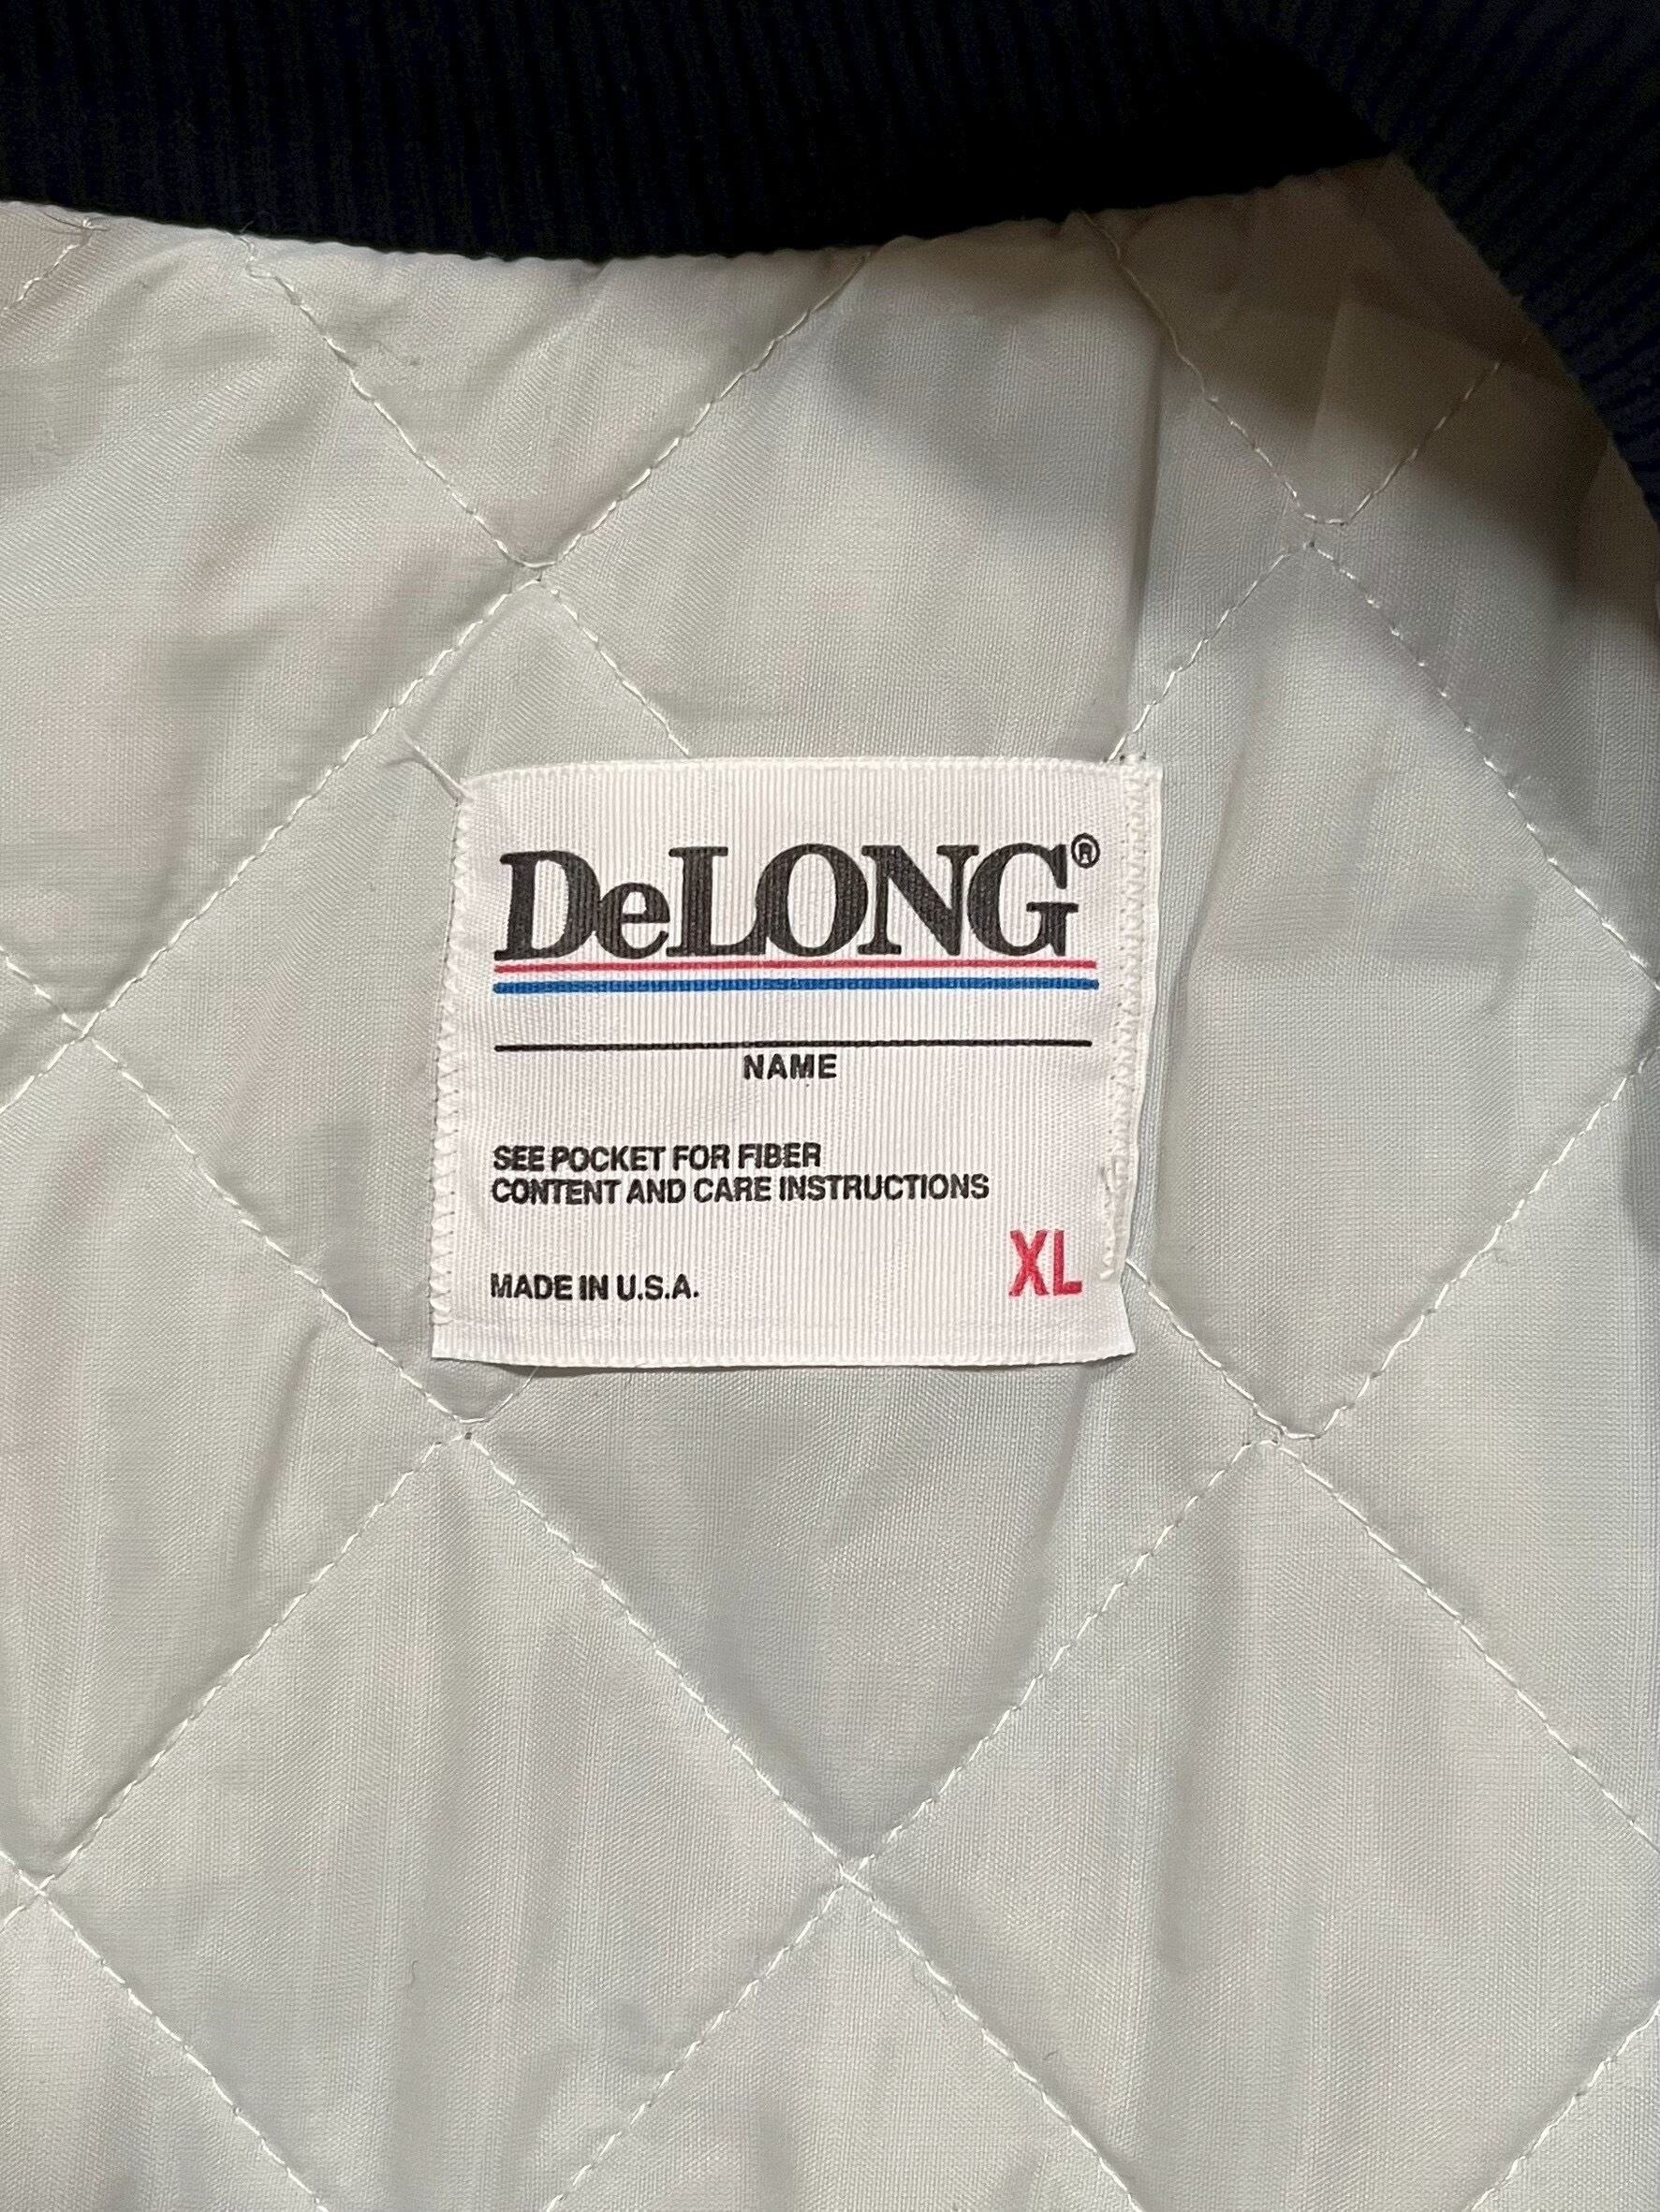 DeLONG®
NAME
SEE POCKET FOR FIBER
CONTENT AND CARE INSTRUCTIONS
XL
MADE IN U.S.A.